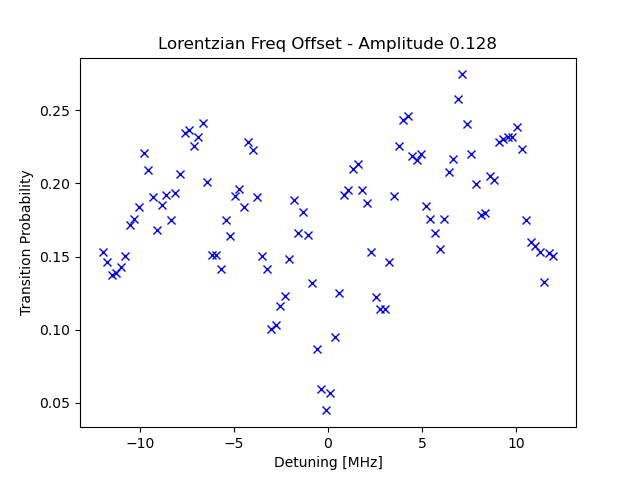 Lorentzian Freq Offset - Amplitude 0.128
0.25
0.20
0.15
0.10
0.05
Transition Probability
−10 −5 0 5 10
Detuning [MHz]